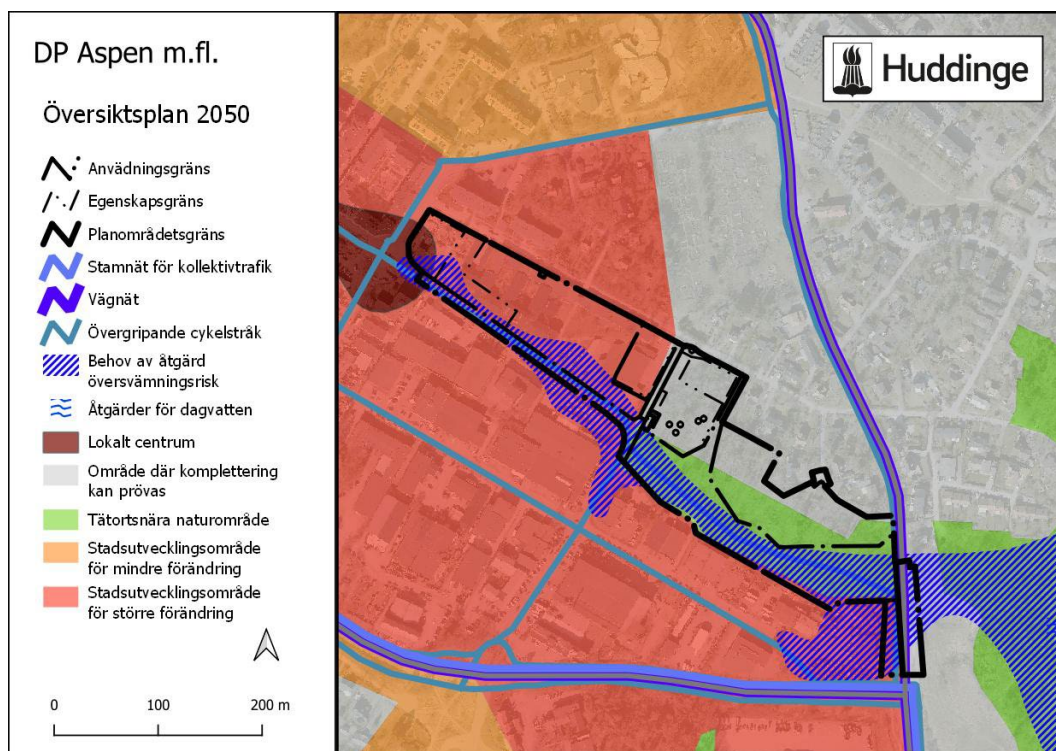 DP Aspen m.fl.
Översiktsplan 2050
Anvädningsgräns
Egenskapsgräns
Planområdetsgräns
Stamnät för kollektivtrafik
Vägnät
Övergripande cykelstråk
Behov av åtgärd
översvämningsrisk
Åtgärder för dagvatten
Lokalt centrum
Område där komplettering
kan prövas
Tätortsnära naturområde
Stadsutvecklingsområde
för mindre förändring
Stadsutvecklingsområde
för större förändring
0 100 200 m
Huddinge